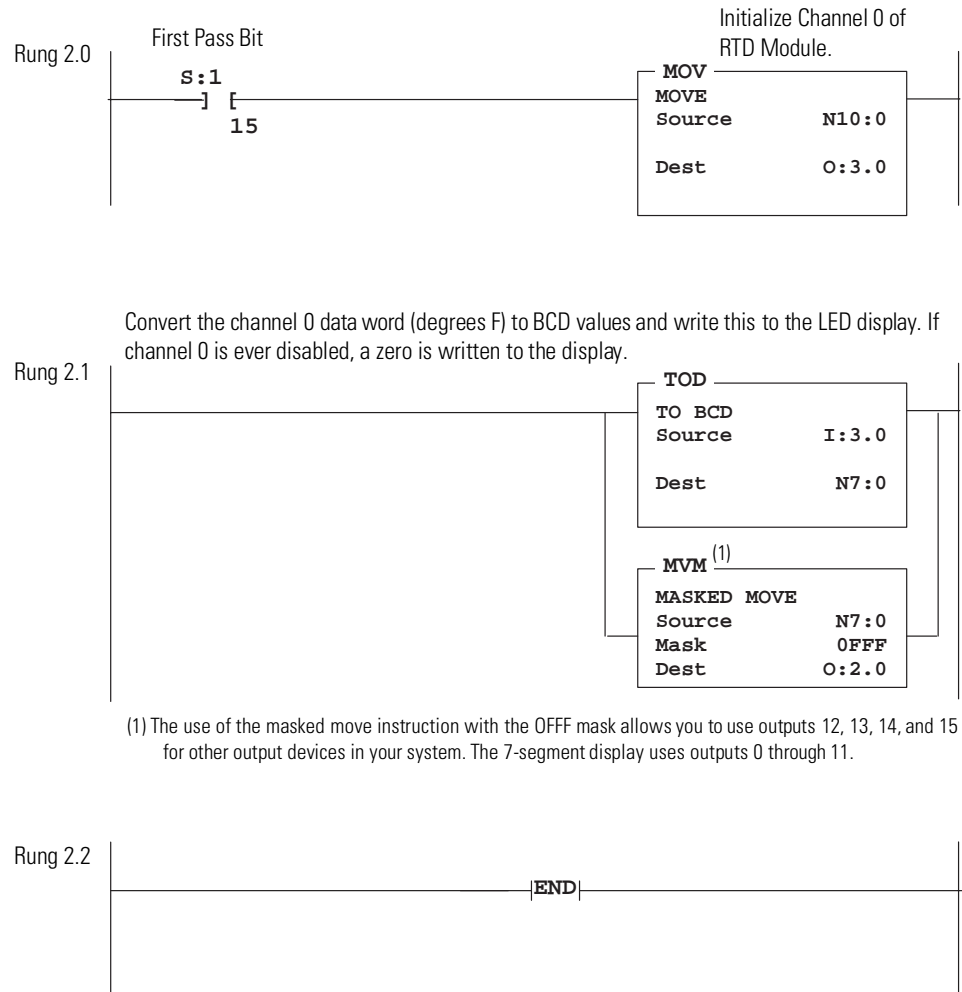 Rung 2.0
First Pass Bit
S:1
] [
15
Initialize Channel 0 of
RTD Module.
MOV
MOVE
Source N10:0
Dest O:3.0
Convert the channel 0 data word (degrees F) to BCD values and write this to the LED display. If
channel 0 is ever disabled, a zero is written to the display.
Rung 2.1
TOD
TO BCD
Source I:3.0
Dest N7:0
MVM (1)
MASKED MOVE
Source N7:0
Mask 0FFF
Dest O:2.0
(1) The use of the masked move instruction with the OFFF mask allows you to use outputs 12, 13, 14, and 15
for other output devices in your system. The 7-segment display uses outputs 0 through 11.
Rung 2.2
END